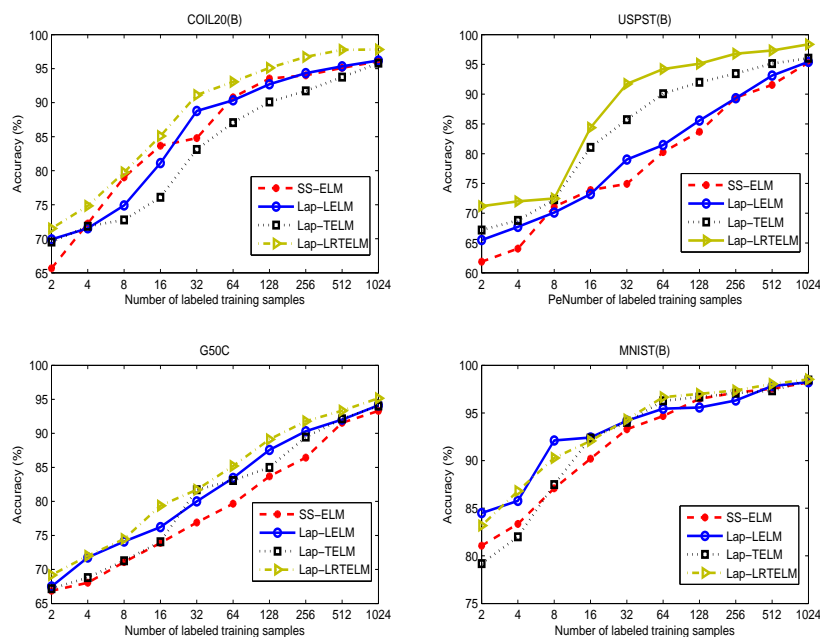 COIL20(B)
Accuracy (%)
100
95
90
85
80
75
70
65
2 4 8 16 32 64 128 256 512 1024
Number of labeled training samples
SS−ELM
Lap−LELM
Lap−TELM
Lap−LRTELM
USPST(B)
Accuracy (%)
100
95
90
85
80
75
70
65
60
2 4 8 16 32 64 128 256 512 1024
PeNumber of labeled training samples
SS−ELM
Lap−LELM
Lap−TELM
Lap−LRTELM
G50C
Accuracy (%)
100
95
90
85
80
75
70
65
2 4 8 16 32 64 128 256 512 1024
Number of labeled training samples
SS−ELM
Lap−LELM
Lap−TELM
Lap−LRTELM
MNIST(B)
Accuracy (%)
100
95
90
85
80
75
2 4 8 16 32 64 128 256 512 1024
Number of labeled training samples
SS−ELM
Lap−LELM
Lap−TELM
Lap−LRTELM